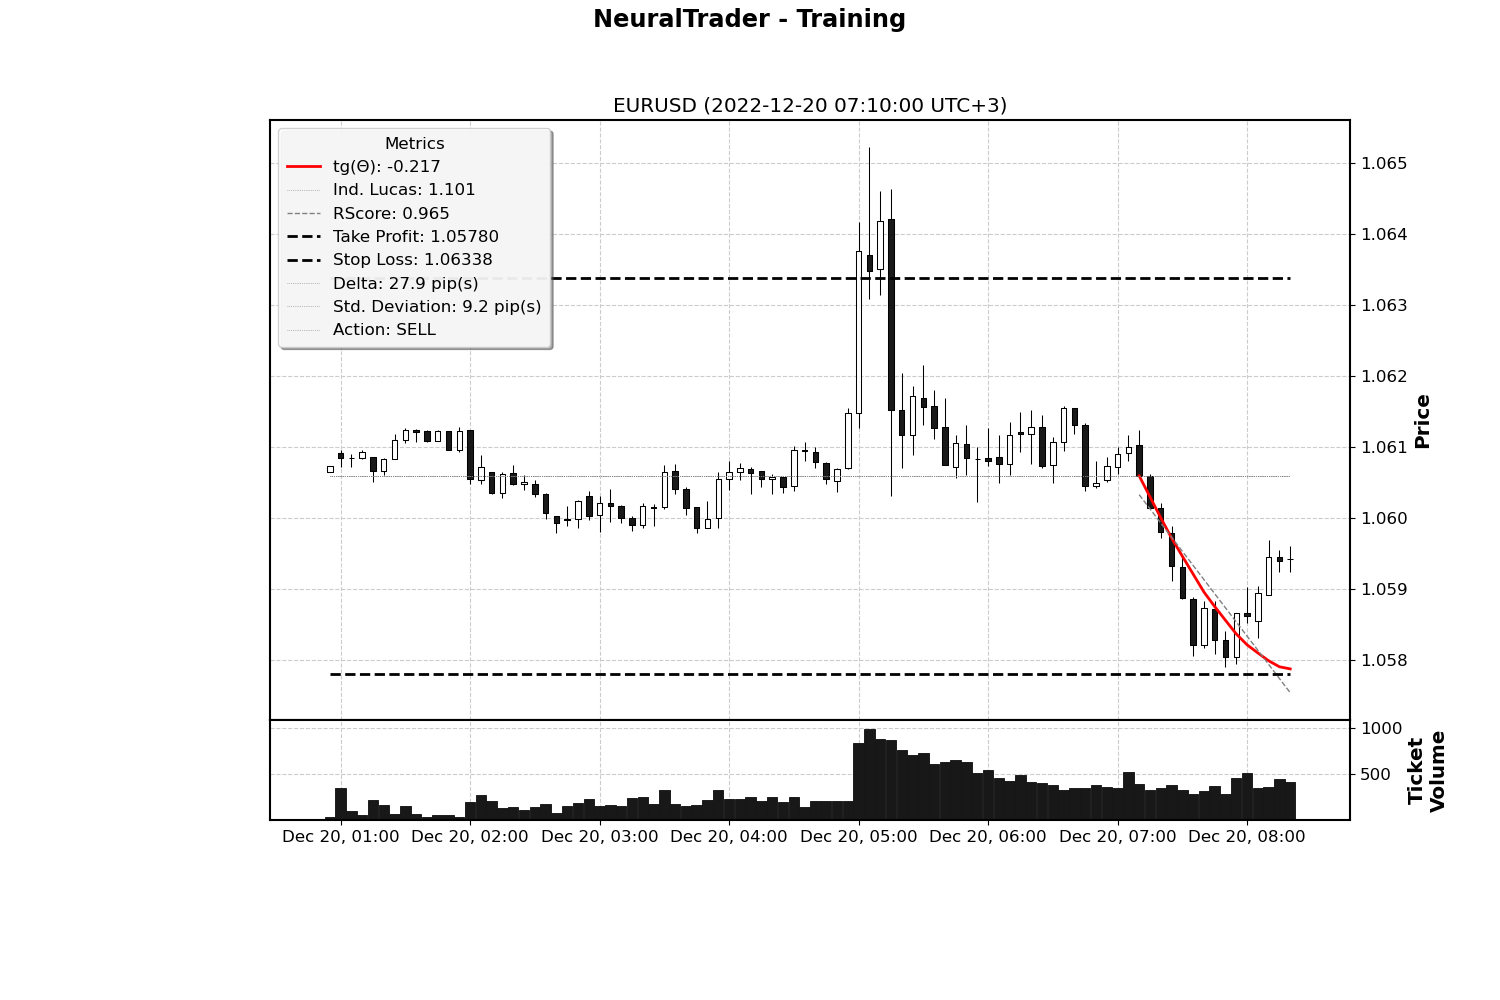 NeuralTrader - Training
EURUSD (2022-12-20 07:10:00 UTC+3)
Metrics
tg(Θ): -0.217
Ind. Lucas: 1.101
RScore: 0.965
Take Profit: 1.05780
Stop Loss: 1.06338
Delta: 27.9 pip(s)
Std. Deviation: 9.2 pip(s)
Action: SELL
1.065
1.064
1.063
1.062
1.061
1.060
1.059
1.058
Price
1000
500
Ticket
Volume
Dec 20, 01:00 Dec 20, 02:00 Dec 20, 03:00 Dec 20, 04:00 Dec 20, 05:00 Dec 20, 06:00 Dec 20, 07:00 Dec 20, 08:00